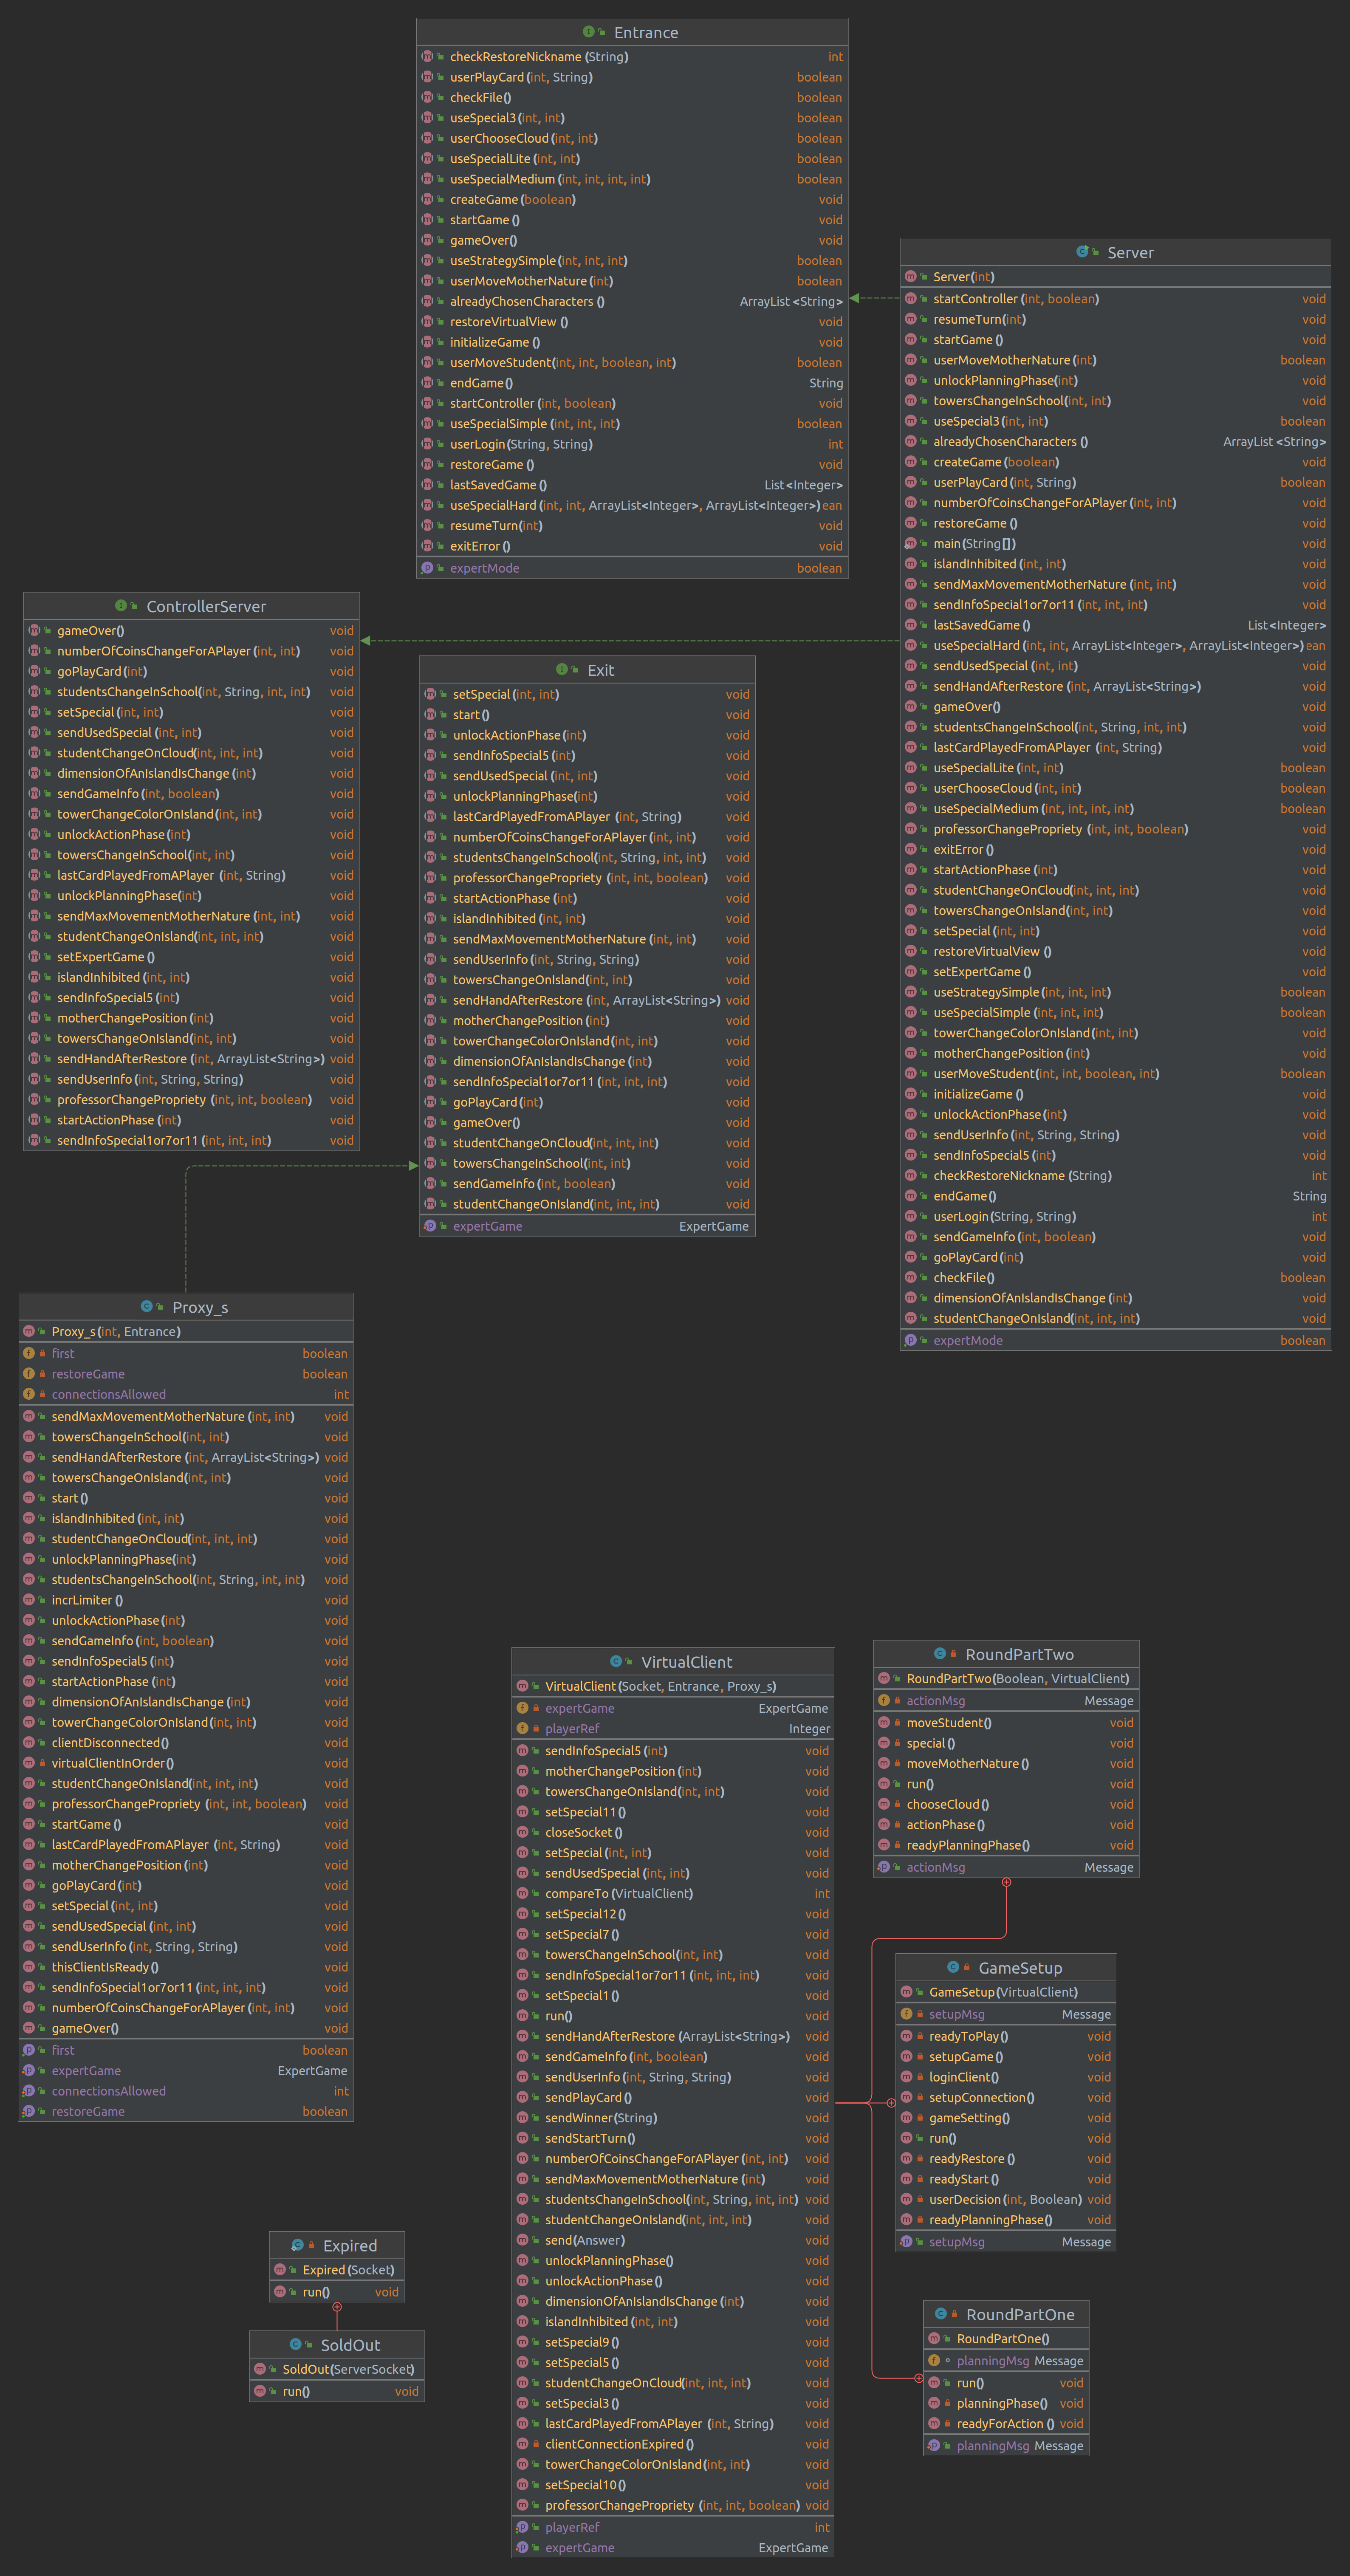 Entrance
checkRestoreNickname (String) int
userPlayCard(int, String) boolean
checkFile() boolean
useSpecial3(int, int) boolean
userChooseCloud(int, int) boolean
useSpecialLite (int, int) boolean
useSpecialMedium (int, int, int, int) boolean
createGame(boolean) void
startGame () void
gameOver() void
useStrategySimple(int, int, int) boolean
userMoveMotherNature(int) boolean
alreadyChosenCharacters () ArrayList <String>
restoreVirtualView () void
initializeGame () void
userMoveStudent(int, int, boolean, int) boolean
endGame() String
startController (int, boolean) void
useSpecialSimple (int, int, int) boolean
userLogin(String, String) int
restoreGame () void
lastSavedGame () List<Integer>
useSpecialHard (int, int, ArrayList<Integer>, ArrayList<Integer>) ean
resumeTurn(int) void
exitError () void
expertMode boolean
Server
Server(int)
startController (int, boolean) void
resumeTurn(int) void
startGame () void
userMoveMotherNature (int) boolean
unlockPlanningPhase(int) void
towersChangeInSchool(int, int) void
useSpecial3 (int, int) boolean
alreadyChosenCharacters () ArrayList <String>
createGame(boolean) void
userPlayCard (int, String) boolean
numberOfCoinsChangeForAPlayer (int, int) void
restoreGame () void
main(String[]) void
islandInhibited (int, int) void
sendMaxMovementMotherNature (int, int) void
sendInfoSpecial1or7or11 (int, int, int) void
lastSavedGame () List<Integer>
useSpecialHard (int, int, ArrayList<Integer>, ArrayList<Integer>) ean
sendUsedSpecial (int, int) void
sendHandAfterRestore (int, ArrayList<String>) void
gameOver() void
studentsChangeInSchool(int, String, int, int) void
lastCardPlayedFromAPlayer (int, String) void
useSpecialLite (int, int) boolean
userChooseCloud (int, int) boolean
useSpecialMedium (int, int, int, int) boolean
professorChangePropriety (int, int, boolean) void
exitError () void
startActionPhase (int) void
studentChangeOnCloud(int, int, int) void
towersChangeOnIsland(int, int) void
setSpecial (int, int) void
restoreVirtualView () void
setExpertGame () void
useStrategySimple(int, int, int) boolean
useSpecialSimple (int, int, int) boolean
towerChangeColorOnIsland(int, int) void
motherChangePosition (int) void
userMoveStudent(int, int, boolean, int) boolean
initializeGame () void
unlockActionPhase(int) void
sendUserInfo (int, String, String) void
sendInfoSpecial5 (int) void
checkRestoreNickname (String) int
endGame() String
userLogin(String, String) int
sendGameInfo (int, boolean) void
goPlayCard(int) void
checkFile() boolean
dimensionOfAnIslandIsChange (int) void
studentChangeOnIsland(int, int, int) void
expertMode boolean
ControllerServer
gameOver() void
numberOfCoinsChangeForAPlayer (int, int) void
goPlayCard(int) void
studentsChangeInSchool(int, String, int, int) void
setSpecial (int, int) void
sendUsedSpecial (int, int) void
studentChangeOnCloud(int, int, int) void
dimensionOfAnIslandIsChange (int) void
sendGameInfo (int, boolean) void
towerChangeColorOnIsland(int, int) void
unlockActionPhase(int) void
towersChangeInSchool(int, int) void
lastCardPlayedFromAPlayer (int, String) void
unlockPlanningPhase(int) void
sendMaxMovementMotherNature (int, int) void
studentChangeOnIsland(int, int, int) void
setExpertGame () void
islandInhibited (int, int) void
sendInfoSpecial5 (int) void
motherChangePosition (int) void
towersChangeOnIsland(int, int) void
sendHandAfterRestore (int, ArrayList<String>) void
sendUserInfo (int, String, String) void
professorChangePropriety (int, int, boolean) void
startActionPhase (int) void
sendInfoSpecial1or7or11 (int, int, int) void
Exit
setSpecial (int, int) void
start() void
unlockActionPhase(int) void
sendInfoSpecial5 (int) void
sendUsedSpecial (int, int) void
unlockPlanningPhase(int) void
lastCardPlayedFromAPlayer (int, String) void
numberOfCoinsChangeForAPlayer (int, int) void
studentsChangeInSchool(int, String, int, int) void
professorChangePropriety (int, int, boolean) void
startActionPhase (int) void
islandInhibited (int, int) void
sendMaxMovementMotherNature (int, int) void
sendUserInfo (int, String, String) void
towersChangeOnIsland(int, int) void
sendHandAfterRestore (int, ArrayList<String>) void
motherChangePosition (int) void
towerChangeColorOnIsland(int, int) void
dimensionOfAnIslandIsChange (int) void
sendInfoSpecial1or7or11 (int, int, int) void
goPlayCard(int) void
gameOver() void
studentChangeOnCloud(int, int, int) void
towersChangeInSchool(int, int) void
sendGameInfo (int, boolean) void
studentChangeOnIsland(int, int, int) void
expertGame ExpertGame
Proxy_s
Proxy_s(int, Entrance)
first boolean
restoreGame boolean
connectionsAllowed int
sendMaxMovementMotherNature (int, int) void
towersChangeInSchool(int, int) void
sendHandAfterRestore (int, ArrayList<String>) void
towersChangeOnIsland(int, int) void
start() void
islandInhibited (int, int) void
studentChangeOnCloud(int, int, int) void
unlockPlanningPhase(int) void
studentsChangeInSchool(int, String, int, int) void
incrLimiter () void
unlockActionPhase(int) void
sendGameInfo (int, boolean) void
sendInfoSpecial5 (int) void
startActionPhase (int) void
dimensionOfAnIslandIsChange (int) void
towerChangeColorOnIsland(int, int) void
clientDisconnected() void
virtualClientInOrder() void
studentChangeOnIsland(int, int, int) void
professorChangePropriety (int, int, boolean) void
startGame () void
lastCardPlayedFromAPlayer (int, String) void
motherChangePosition (int) void
goPlayCard(int) void
setSpecial (int, int) void
sendUsedSpecial (int, int) void
sendUserInfo (int, String, String) void
thisClientIsReady() void
sendInfoSpecial1or7or11 (int, int, int) void
numberOfCoinsChangeForAPlayer (int, int) void
gameOver() void
first boolean
expertGame ExpertGame
connectionsAllowed int
restoreGame boolean
VirtualClient
VirtualClient(Socket, Entrance, Proxy_s)
expertGame ExpertGame
playerRef Integer
sendInfoSpecial5 (int) void
motherChangePosition (int) void
towersChangeOnIsland(int, int) void
setSpecial11 () void
closeSocket () void
setSpecial (int, int) void
sendUsedSpecial (int, int) void
compareTo (VirtualClient) int
setSpecial12() void
setSpecial7() void
towersChangeInSchool(int, int) void
sendInfoSpecial1or7or11 (int, int, int) void
setSpecial1() void
run() void
sendHandAfterRestore (ArrayList<String>) void
sendGameInfo (int, boolean) void
sendUserInfo (int, String, String) void
sendPlayCard () void
sendWinner(String) void
sendStartTurn() void
numberOfCoinsChangeForAPlayer (int, int) void
sendMaxMovementMotherNature (int) void
studentsChangeInSchool(int, String, int, int) void
studentChangeOnIsland(int, int, int) void
send(Answer) void
unlockPlanningPhase() void
unlockActionPhase() void
dimensionOfAnIslandIsChange (int) void
islandInhibited (int, int) void
setSpecial9() void
setSpecial5() void
studentChangeOnCloud(int, int, int) void
setSpecial3() void
lastCardPlayedFromAPlayer (int, String) void
clientConnectionExpired () void
towerChangeColorOnIsland(int, int) void
setSpecial10() void
professorChangePropriety (int, int, boolean) void
playerRef int
expertGame ExpertGame
RoundPartTwo
RoundPartTwo(Boolean, VirtualClient)
actionMsg Message
moveStudent() void
special() void
moveMotherNature() void
run() void
chooseCloud() void
actionPhase() void
readyPlanningPhase() void
actionMsg Message
GameSetup
GameSetup(VirtualClient)
setupMsg Message
readyToPlay() void
setupGame() void
loginClient() void
setupConnection() void
gameSetting() void
run() void
readyRestore () void
readyStart() void
userDecision(int, Boolean) void
readyPlanningPhase() void
setupMsg Message
RoundPartOne
RoundPartOne()
planningMsg Message
run() void
planningPhase() void
readyForAction () void
planningMsg Message
Expired
Expired(Socket)
run() void
SoldOut
SoldOut(ServerSocket)
run() void